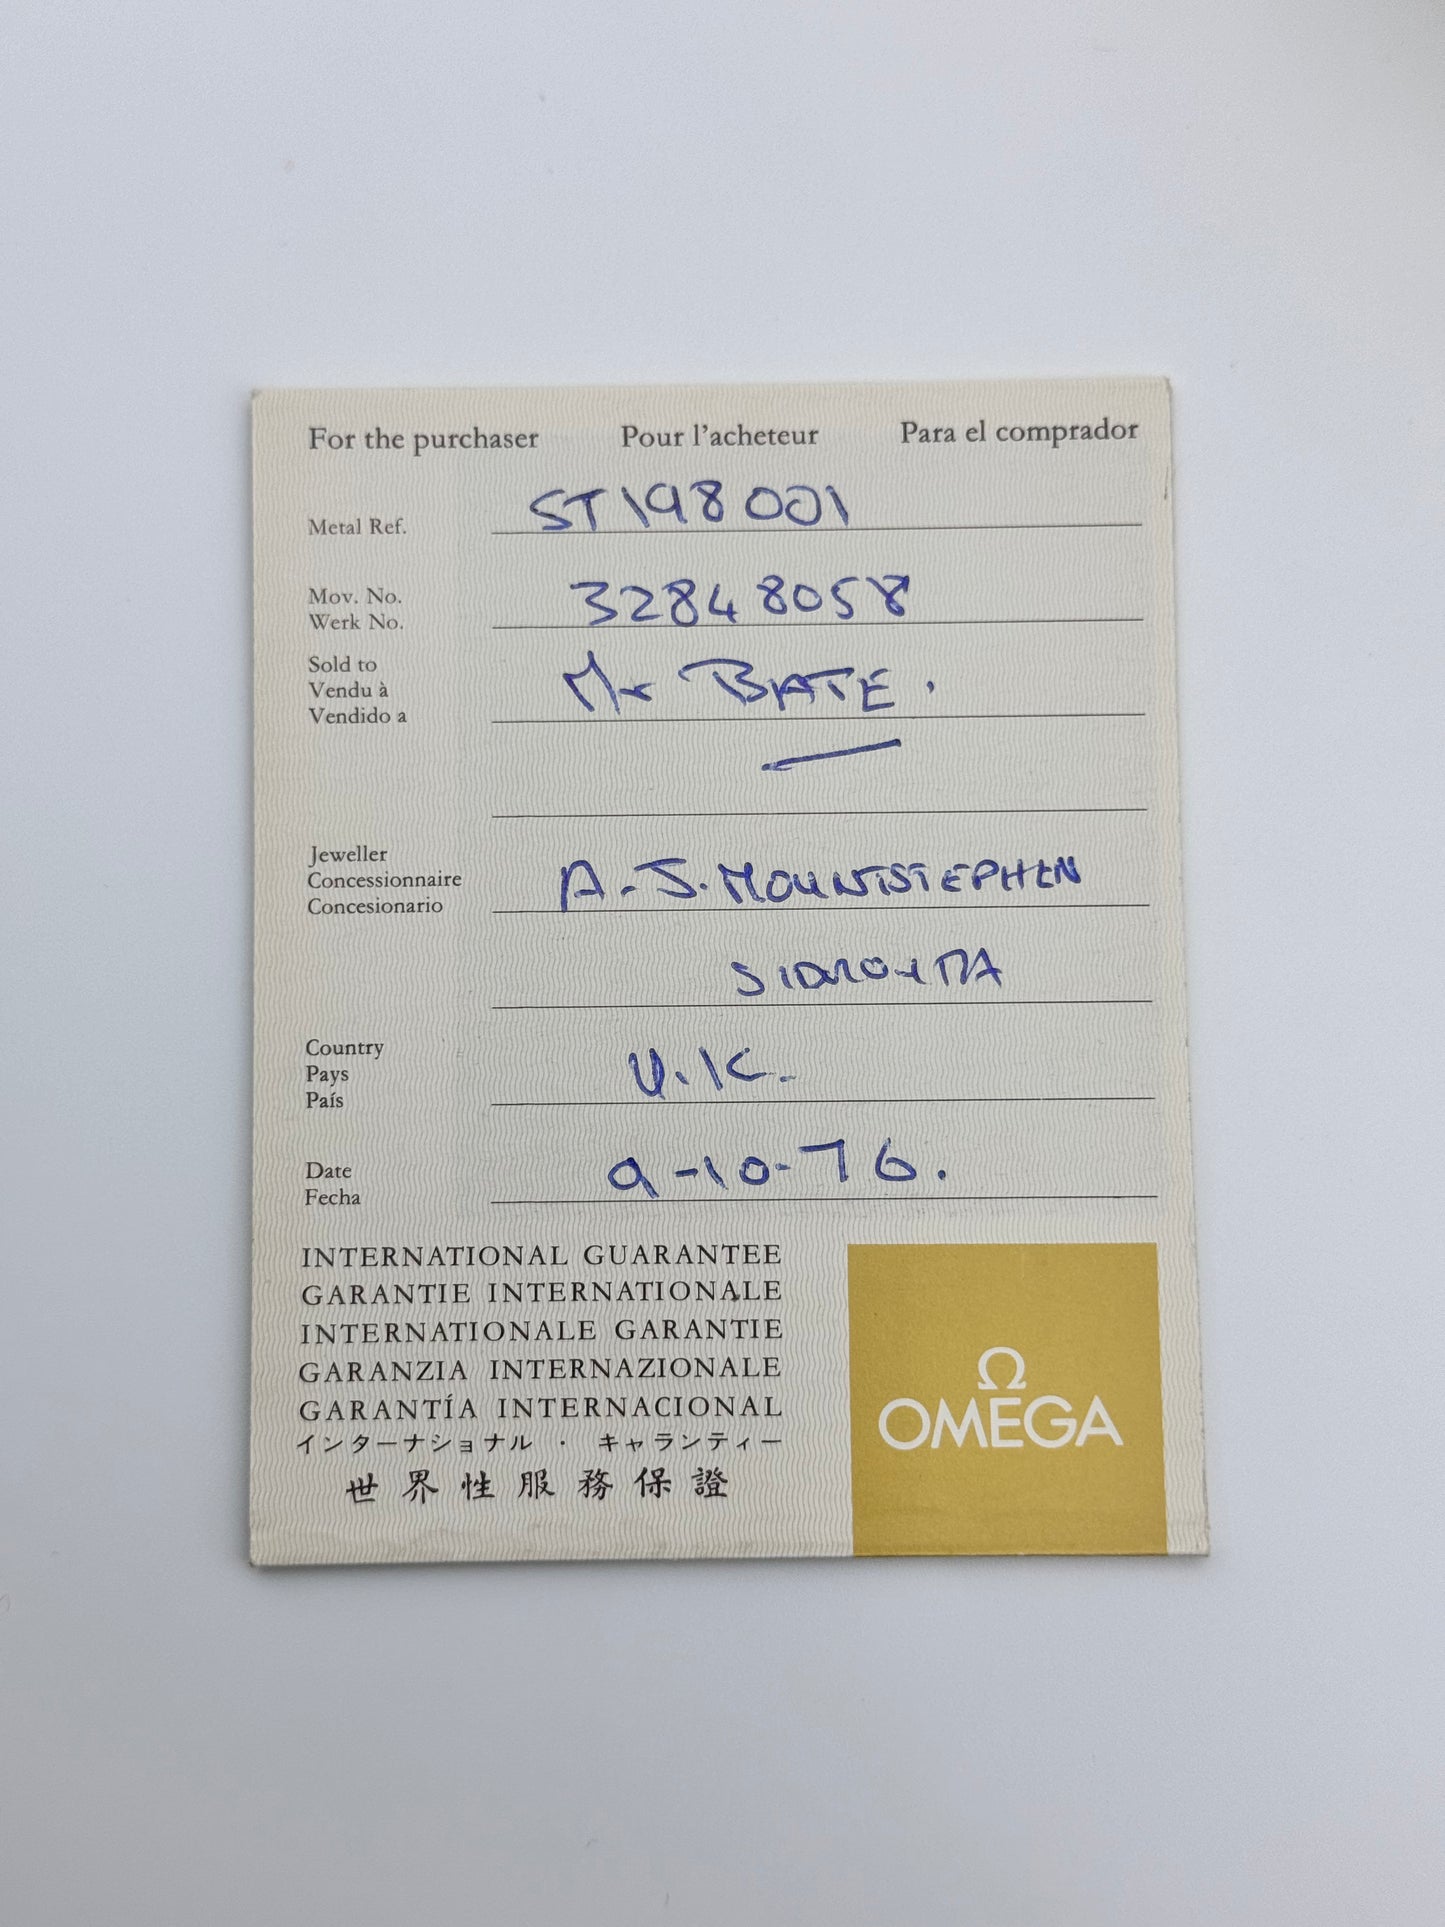 For the purchaser Pour l'acheteur Para el comprador
Metal Ref. ST198 001
Mov. No. 32848058
Werk No.
Sold to
Vendu à Mr BATE.
Vendido a
Jeweller
Concessionnaire A.J. MOUNTSTEPHEN
Concesionario
SIDMOUTH
Country
Pays U.K.
País
Date 9-10-76.
Fecha
INTERNATIONAL GUARANTEE
GARANTIE INTERNATIONALE
INTERNATIONALE GARANTIE
GARANZIA INTERNAZIONALE
GARANTÍA INTERNACIONAL
インターナショナル ・ キャランティー
世界性服務保證
Ω
OMEGA